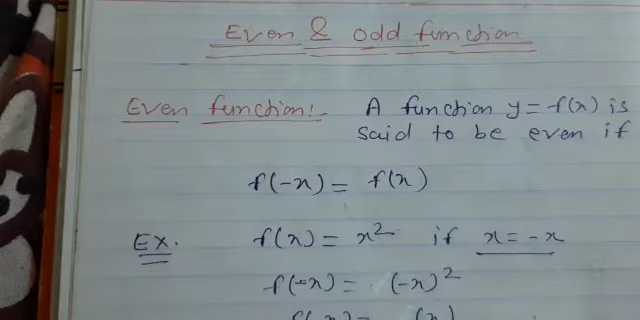 Even & odd function
Even function:- A function y = f(x) is
said to be even if
f(-x) = f(x)
EX. f(x) = x² if x = -x
f(-x) = (-x)²